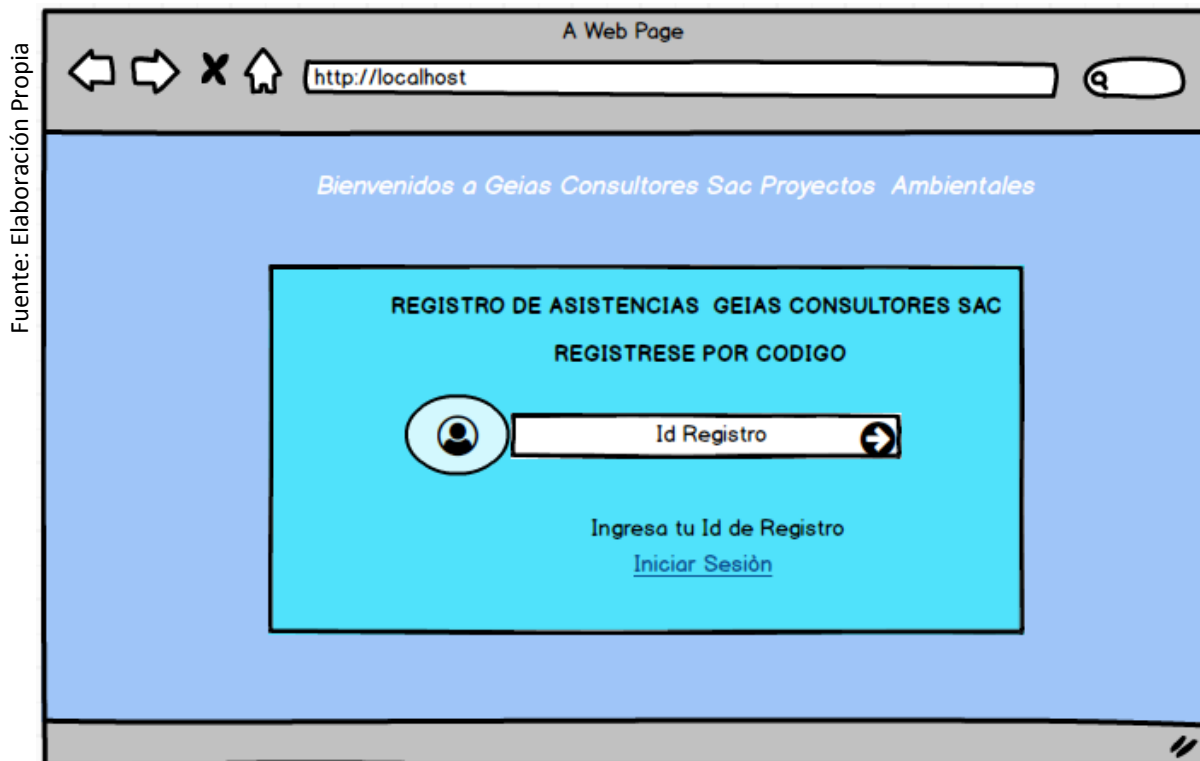 Fuente: Elaboración Propia
A Web Page
http://localhost
Bienvenidos a Geias Consultores Sac Proyectos Ambientales
REGISTRO DE ASISTENCIAS GEIAS CONSULTORES SAC
REGISTRESE POR CODIGO
Id Registro
Ingresa tu Id de Registro
Iniciar Sesiòn